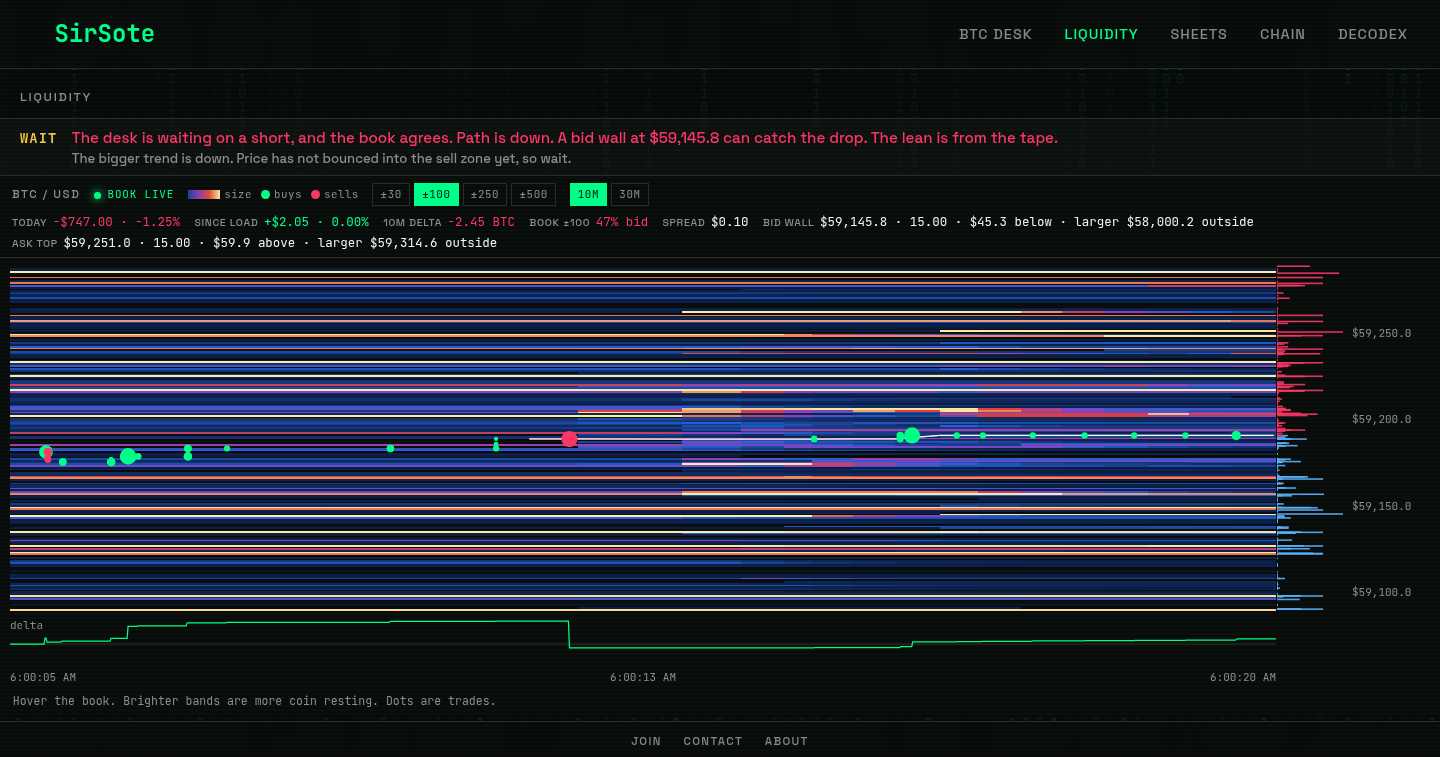 SirSote
BTC DESK LIQUIDITY SHEETS CHAIN DECODEX
LIQUIDITY
WAIT The desk is waiting on a short, and the book agrees. Path is down. A bid wall at $59,145.8 can catch the drop. The lean is from the tape.
The bigger trend is down. Price has not bounced into the sell zone yet, so wait.
BTC / USD BOOK LIVE size buys sells ±30 ±100 ±250 ±500 10M 30M
TODAY -$747.00 · -1.25% SINCE LOAD +$2.05 · 0.00% 10M DELTA -2.45 BTC BOOK ±100 47% bid SPREAD $0.10 BID WALL $59,145.8 · 15.00 · $45.3 below · larger $58,000.2 outside
ASK TOP $59,251.0 · 15.00 · $59.9 above · larger $59,314.6 outside
$59,250.0
$59,200.0
$59,150.0
$59,100.0
delta
6:00:05 AM 6:00:13 AM 6:00:20 AM
Hover the book. Brighter bands are more coin resting. Dots are trades.
JOIN CONTACT ABOUT